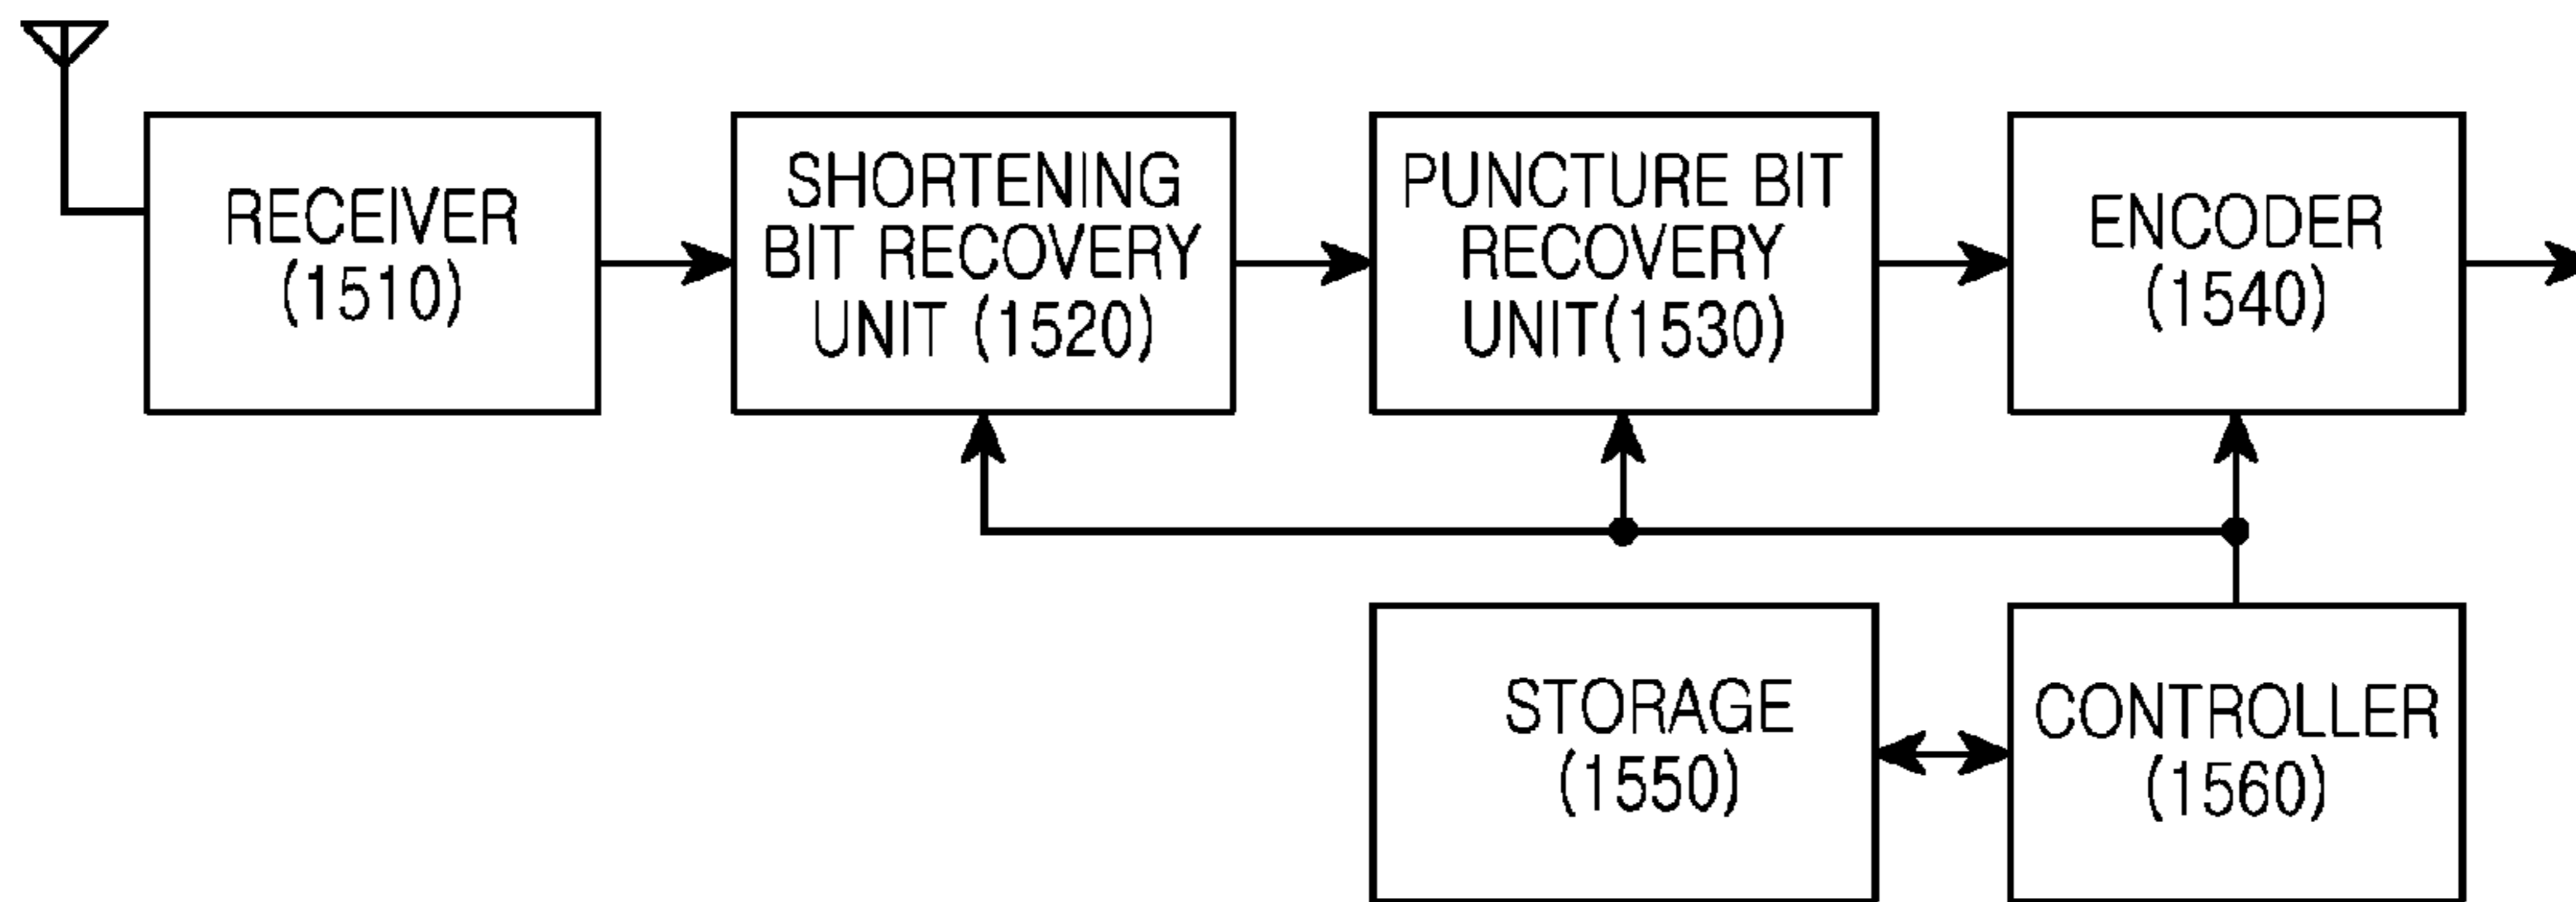 RECEIVER
(1510)
SHORTENING
BIT RECOVERY
UNIT (1520)
PUNCTURE BIT
RECOVERY
UNIT(1530)
ENCODER
(1540)
STORAGE
(1550)
CONTROLLER
(1560)